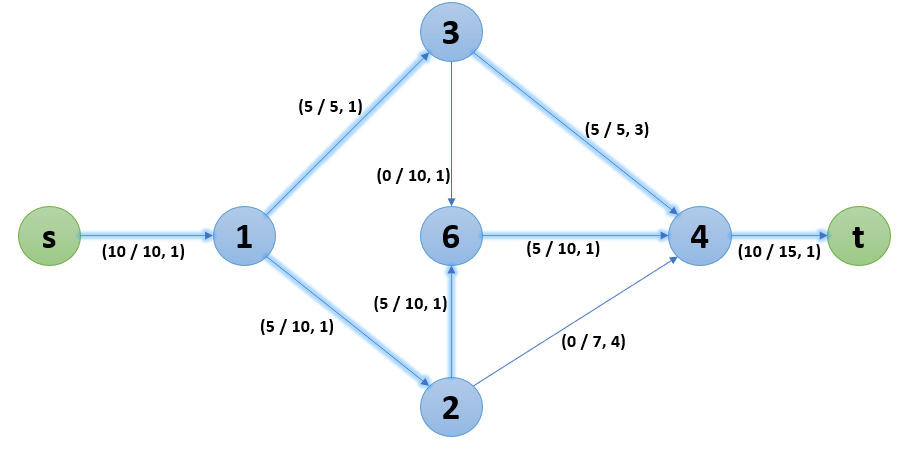 3
(5 / 5, 1)
(5 / 5, 3)
(0 / 10, 1)
s
(10 / 10, 1)
1
6
(5 / 10, 1)
4
(10 / 15, 1)
t
(5 / 10, 1)
(5 / 10, 1)
(0 / 7, 4)
2